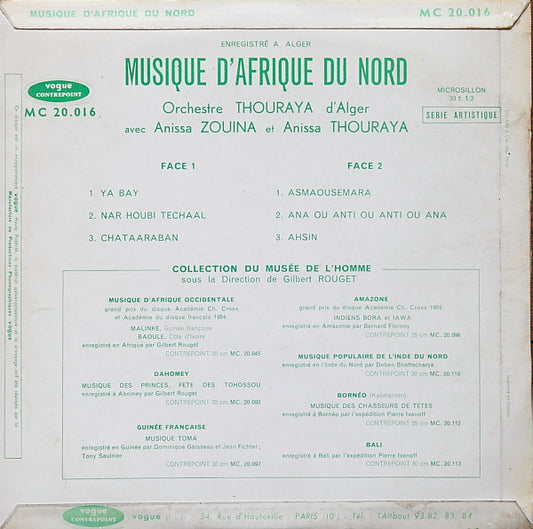 MUSIQUE D'AFRIQUE DU NORD
MC 20.016
ENREGISTRÉ A ALGER
MUSIQUE D'AFRIQUE DU NORD
vogue
CONTREPOINT
MC 20.016
Orchestre THOURAYA d'Alger
avec Anissa ZOUINA et Anissa THOURAYA
MICROSILLON
33 t. 1/3
SERIE ARTISTIQUE
FACE 1
1. YA BAY
2. NAR HOUBI TECHAAL
3. CHATAARABAN
FACE 2
1. ASMAOUSEMARA
2. ANA OU ANTI OU ANTI OU ANA
3. AHSIN
COLLECTION DU MUSÉE DE L'HOMME
sous la Direction de Gilbert ROUGET
MUSIQUE D'AFRIQUE OCCIDENTALE
grand prix du disque Académie Ch. Cross
et Académie du disque français 1954
MALINKE, Guinée française
BAOULE, Côte d'Ivoire
enregistré en Afrique par Gilbert Rouget
CONTREPOINT 30 cm MC. 20.045
DAHOMEY
MUSIQUE DES PRINCES, FETE DES TOHOSSOU
enregistré à Abomey par Gilbert Rouget
CONTREPOINT 30 cm MC. 20.093
GUINÉE FRANÇAISE
MUSIQUE TOMA
enregistré en Guinée par Dominique Gaisseau et Jean Fichter ;
Tony Saulnier
CONTREPOINT 30 cm MC. 20.097
AMAZONE
grand prix du disque Académie Ch. Cross 1955
INDIENS BORA et IAWA
enregistré en Amazonie par Bernard Flornoy
CONTREPOINT 25 cm MC. 20.096
MUSIQUE POPULAIRE DE L'INDE DU NORD
enregistré en l'Inde du Nord par Deben Bhattacharya
CONTREPOINT 30 cm MC. 20.110
BORNÉO (Kalimantan)
MUSIQUE DES CHASSEURS DE TETES
enregistré à Bornéo par l'expédition Pierre Ivanoff
CONTREPOINT 25 cm MC. 20.112
BALI
enregistré à Bali par l'expédition Pierre Ivanoff
CONTREPOINT 30 cm MC. 20.113
vogue
CONTREPOINT
vogue p.i.p. 54, Rue d'Hauteville - PARIS (10ᵉ) - Tél. TAItbout 93-82, 83, 84
Manufacture de Productions Phonographiques vogue